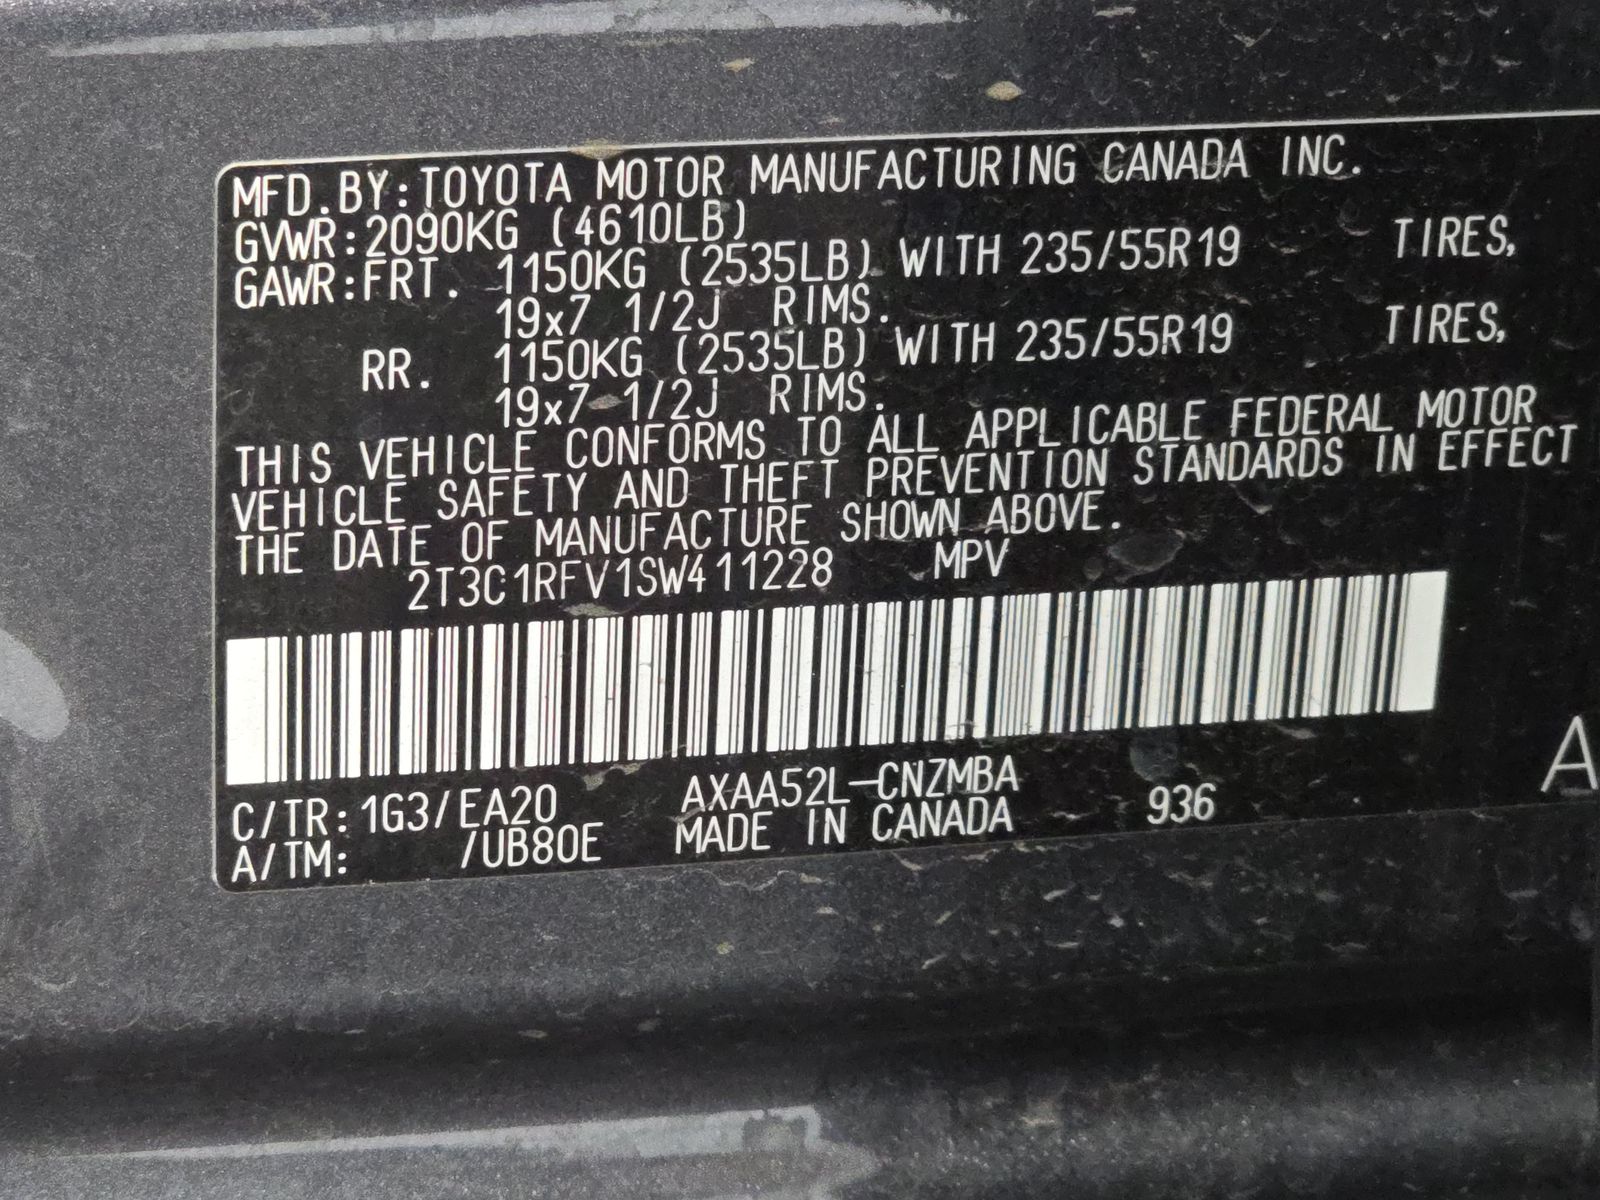 MFD. BY: TOYOTA MOTOR MANUFACTURING CANADA INC.
GVWR: 2090KG (4610LB)
GAWR: FRT. 1150KG (2535LB) WITH 235/55R19 TIRES,
19x7 1/2J RIMS.
RR. 1150KG (2535LB) WITH 235/55R19 TIRES,
19x7 1/2J RIMS.
THIS VEHICLE CONFORMS TO ALL APPLICABLE FEDERAL MOTOR
VEHICLE SAFETY AND THEFT PREVENTION STANDARDS IN EFFECT
THE DATE OF MANUFACTURE SHOWN ABOVE.
2T3C1RFV1SW411228 MPV
C/TR: 1G3/EA20 AXAA52L-CNZMBA 936 A
A/TM: /UB80E MADE IN CANADA